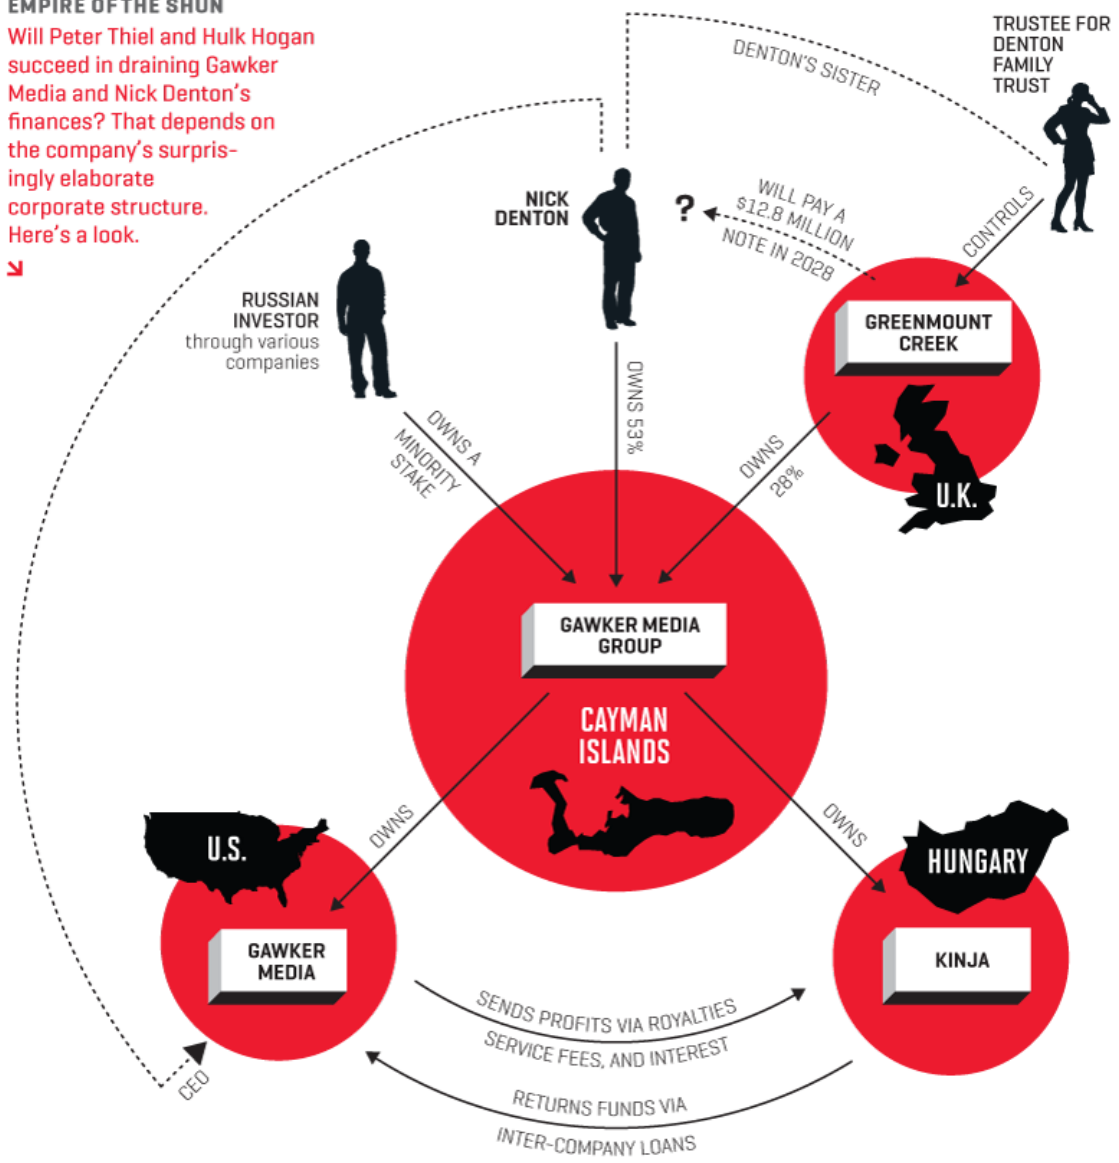 EMPIRE OF THE SHUN
Will Peter Thiel and Hulk Hogan
succeed in draining Gawker
Media and Nick Denton's
finances? That depends on
the company's surpris-
ingly elaborate
corporate structure.
Here's a look.
DENTON'S SISTER
TRUSTEE FOR
DENTON
FAMILY
TRUST
NICK
DENTON
?
WILL PAY A
$12.8 MILLION
NOTE IN 2028
CONTROLS
RUSSIAN
INVESTOR
through various
companies
GREENMOUNT
CREEK
U.K.
OWNS A
MINORITY
STAKE
OWNS 53%
OWNS
28%
GAWKER MEDIA
GROUP
CAYMAN
ISLANDS
OWNS
OWNS
U.S.
GAWKER
MEDIA
HUNGARY
KINJA
SENDS PROFITS VIA ROYALTIES
SERVICE FEES, AND INTEREST
RETURNS FUNDS VIA
INTER-COMPANY LOANS
CEO